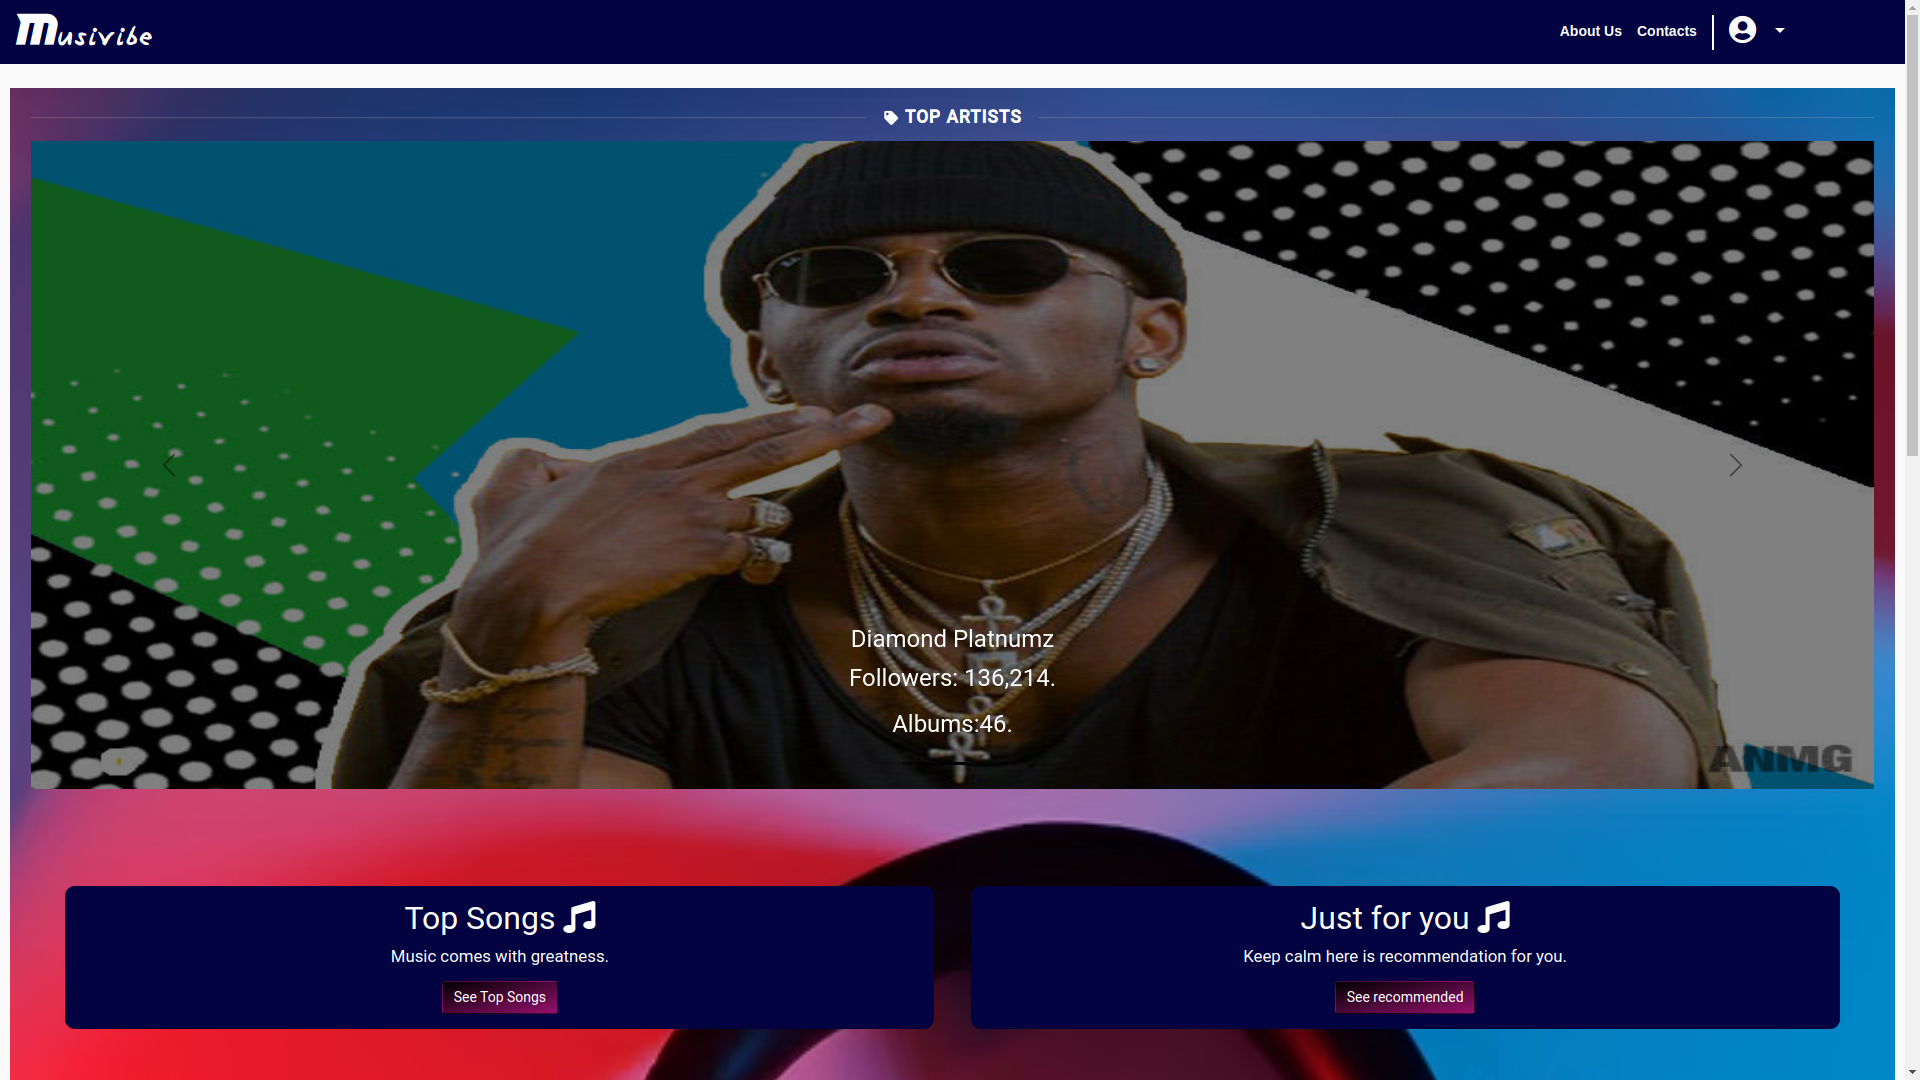 Musivibe
About Us
Contacts
TOP ARTISTS
Diamond Platnumz
Followers: 136,214.
Albums:46.
ANMG
Top Songs
Music comes with greatness.
See Top Songs
Just for you
Keep calm here is recommendation for you.
See recommended